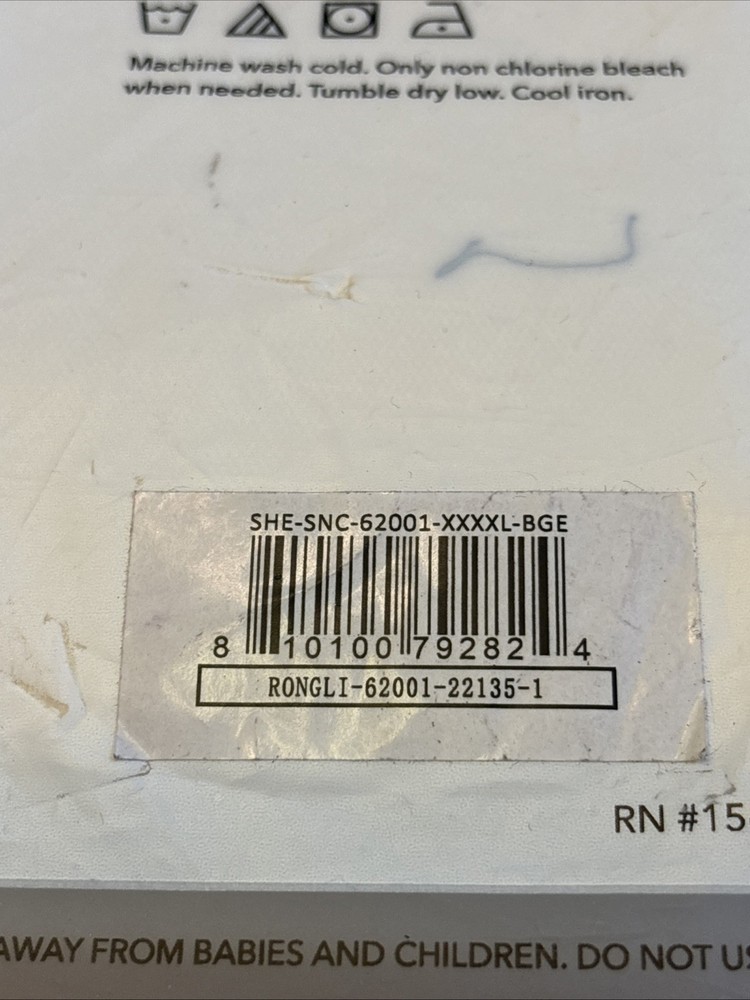 Machine wash cold. Only non chlorine bleach
when needed. Tumble dry low. Cool iron.
SHE-SNC-62001-XXXXL-BGE
8 10100 79282 4
RONGLI-62001-22135-1
RN #15
AWAY FROM BABIES AND CHILDREN. DO NOT